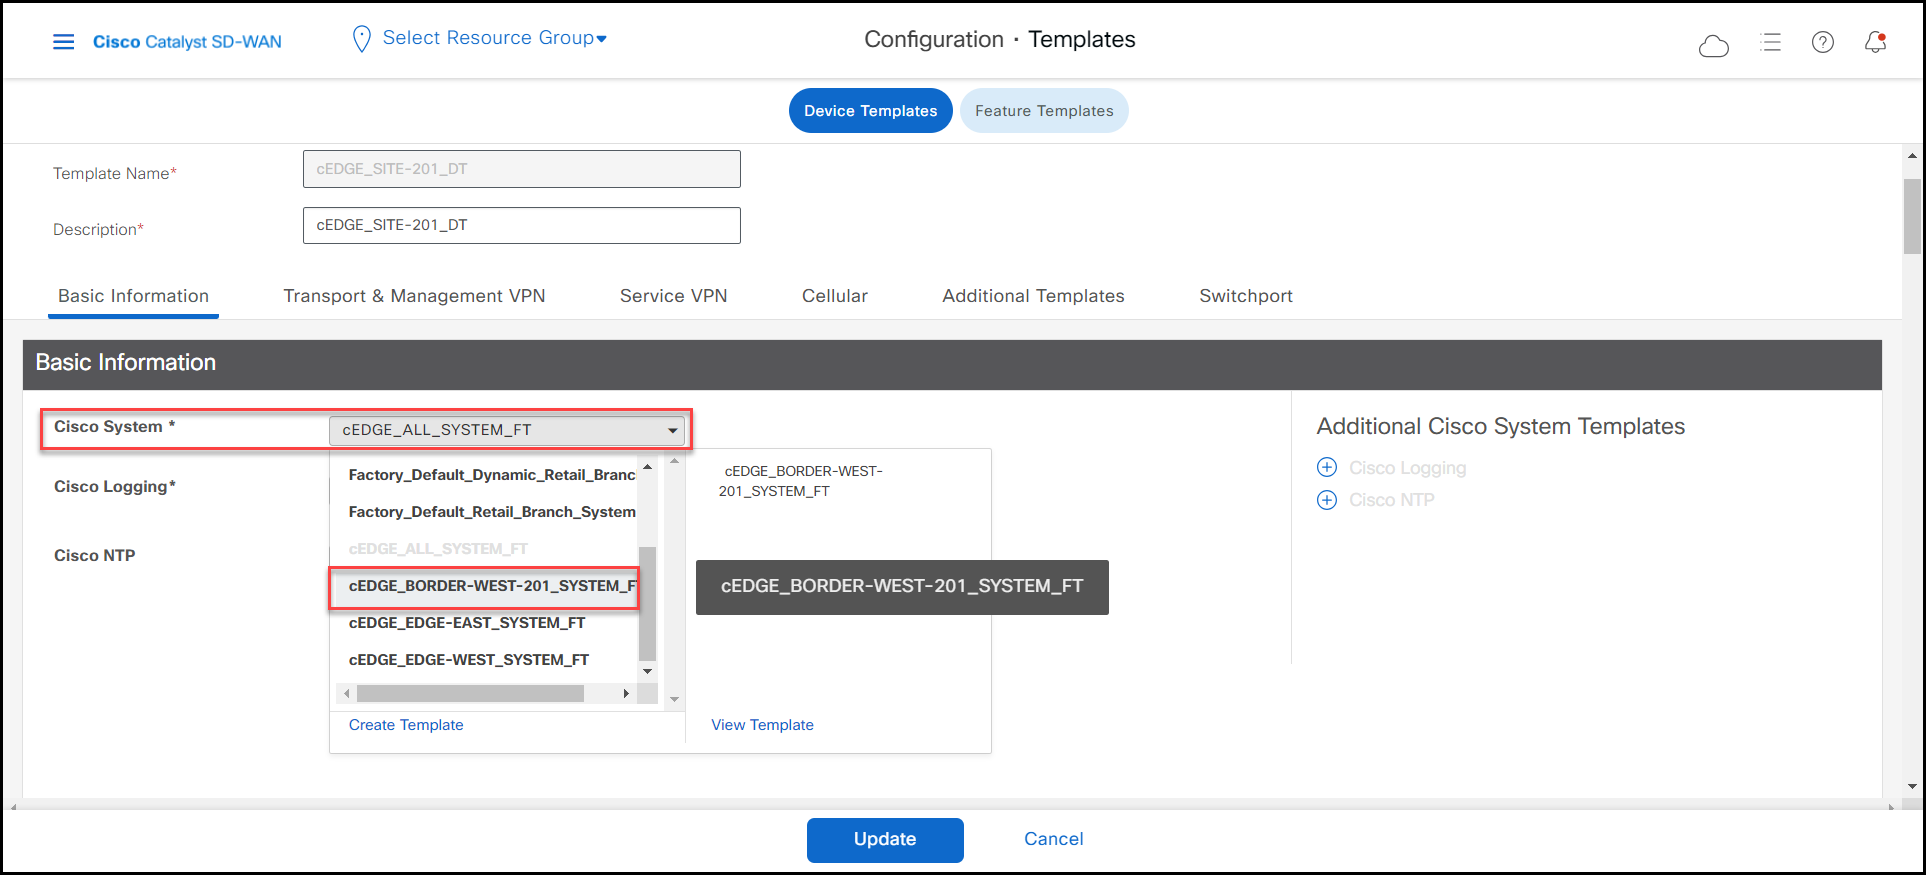 Cisco Catalyst SD-WAN
Select Resource Group
Configuration · Templates
Device Templates
Feature Templates
Template Name*
cEDGE_SITE-201_DT
Description*
cEDGE_SITE-201_DT
Basic Information
Transport & Management VPN
Service VPN
Cellular
Additional Templates
Switchport
Basic Information
Cisco System *
cEDGE_ALL_SYSTEM_FT
Cisco Logging*
Cisco NTP
Factory_Default_Dynamic_Retail_Branc
Factory_Default_Retail_Branch_System
cEDGE_ALL_SYSTEM_FT
cEDGE_BORDER-WEST-201_SYSTEM_F
cEDGE_EDGE-EAST_SYSTEM_FT
cEDGE_EDGE-WEST_SYSTEM_FT
Create Template
cEDGE_BORDER-WEST-
201_SYSTEM_FT
cEDGE_BORDER-WEST-201_SYSTEM_FT
View Template
Additional Cisco System Templates
Cisco Logging
Cisco NTP
Update
Cancel